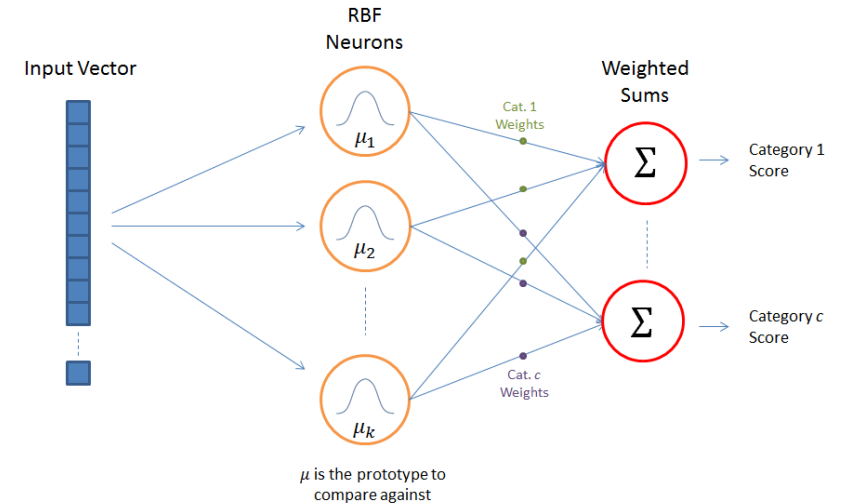 RBF
Neurons
Input Vector
Weighted
Sums
Cat. 1
Weights
μ1
Σ
Category 1
Score
μ2
Σ
Category c
Score
Cat. c
Weights
μk
μ is the prototype to
compare against